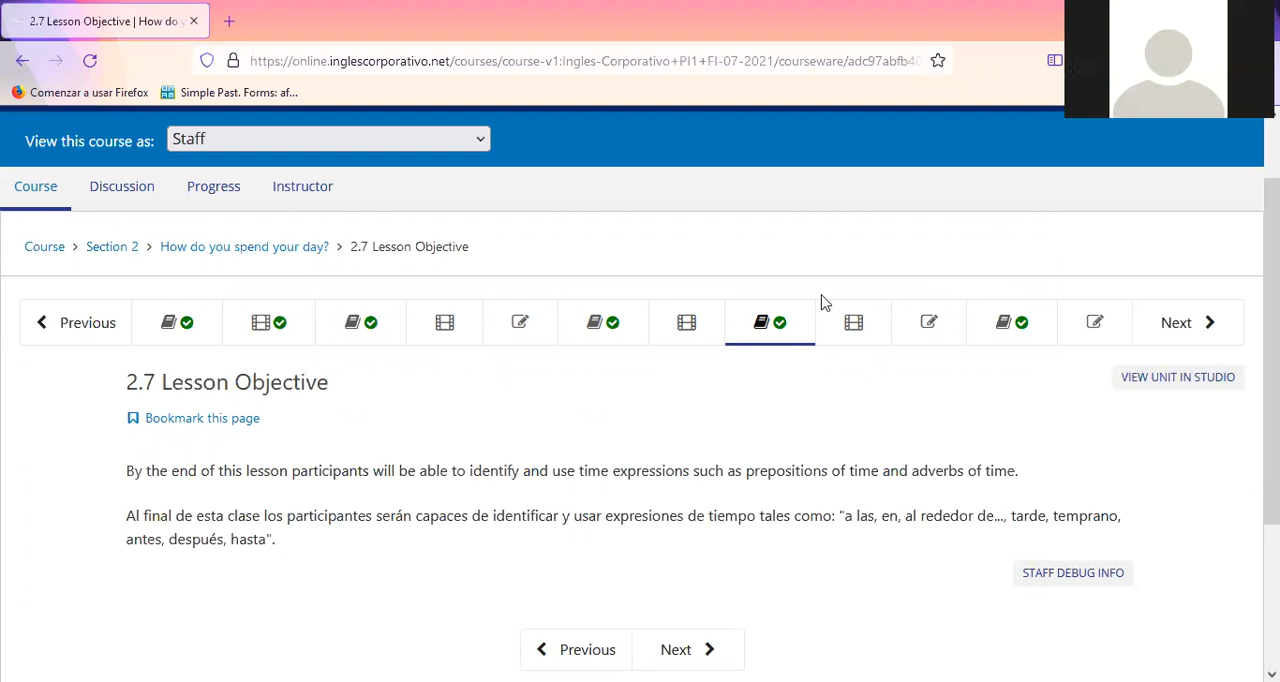 2.7 Lesson Objective | How do y
https://online.inglescorporativo.net/courses/course-v1:Ingles-Corporativo+PI1+FI-07-2021/courseware/adc97abfb40
Comenzar a usar Firefox Simple Past. Forms: af...
View this course as: Staff
Course Discussion Progress Instructor
Course > Section 2 > How do you spend your day? > 2.7 Lesson Objective
Previous Next
2.7 Lesson Objective
VIEW UNIT IN STUDIO
Bookmark this page
By the end of this lesson participants will be able to identify and use time expressions such as prepositions of time and adverbs of time.
Al final de esta clase los participantes serán capaces de identificar y usar expresiones de tiempo tales como: "a las, en, al rededor de..., tarde, temprano,
antes, después, hasta".
STAFF DEBUG INFO
Previous Next